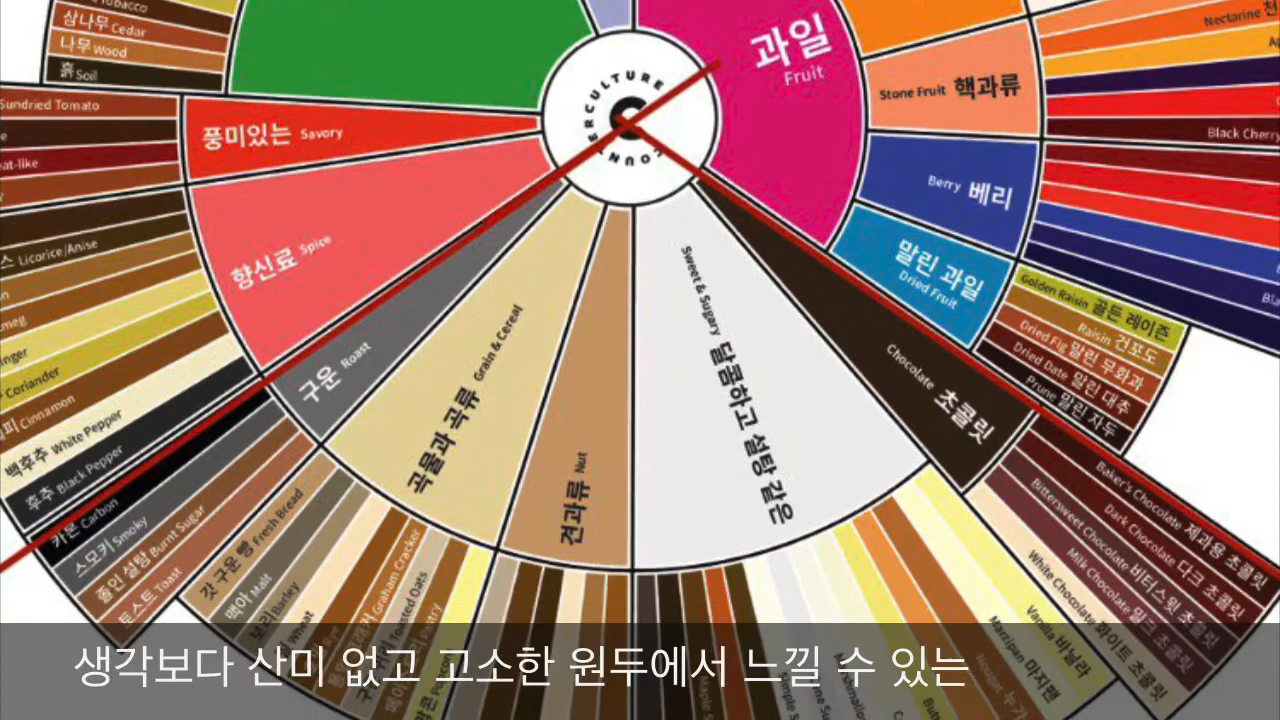 Tobacco
삼나무 Cedar
나무 Wood
흙 Soil
Sundried Tomato
풍미있는 Savory
Licorice/Anise
향신료 Spice
Coriander
Cinnamon
백후추 White Pepper
후추 Black Pepper
카본 Carbon
스모키 Smoky
졸인 설탕 Burnt Sugar
토스트 Toast
구운 Roast
갓 구운 빵 Fresh Bread
맥아 Malt
보리 Barley
Wheat
Graham Cracker
Toasted Oats
Pastry
곡물과 곡류 Grain & Cereal
견과류 Nut
Sweet & Sugary 달콤하고 설탕 같은
Chocolate 초콜릿
COUNTERCULTURE
과일
Fruit
Stone Fruit 핵과류
Nectarine
Black Cherry
Berry 베리
말린 과일
Dried Fruit
Golden Raisin 골든 레이즌
Raisin 건포도
Dried Fig 말린 무화과
Dried Date 말린 대추
Prune 말린 자두
Baker's Chocolate 제과용 초콜릿
Dark Chocolate 다크 초콜릿
Bittersweet Chocolate 비터스윗 초콜릿
Milk Chocolate 밀크 초콜릿
White Chocolate 화이트 초콜릿
Vanilla 바닐라
Marzipan 마지팬
Nougat 누가
생각보다 산미 없고 고소한 원두에서 느낄 수 있는